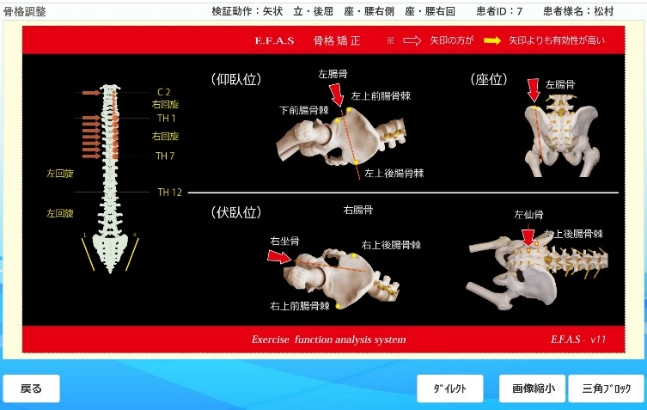 骨格調整 検証動作:矢状 立・後屈 座・腰右側 座・腰右回 患者ID:7 患者様名:松村
E.F.A.S 骨格矯正 ※ 矢印の方が 矢印よりも有効性が高い
(仰臥位)
左腸骨
左上前腸骨棘
下前腸骨棘
左上後腸骨棘
(座位)
左腸骨
C 2
右回旋
TH 1
右回旋
TH 7
左回旋
TH 12
左回旋
L R
(伏臥位)
右腸骨
右坐骨
右上後腸骨棘
右上前腸骨棘
左仙骨
右上後腸骨棘
Exercise function analysis system E.F.A.S - v11
戻る ダイレクト 画像縮小 三角ブロック